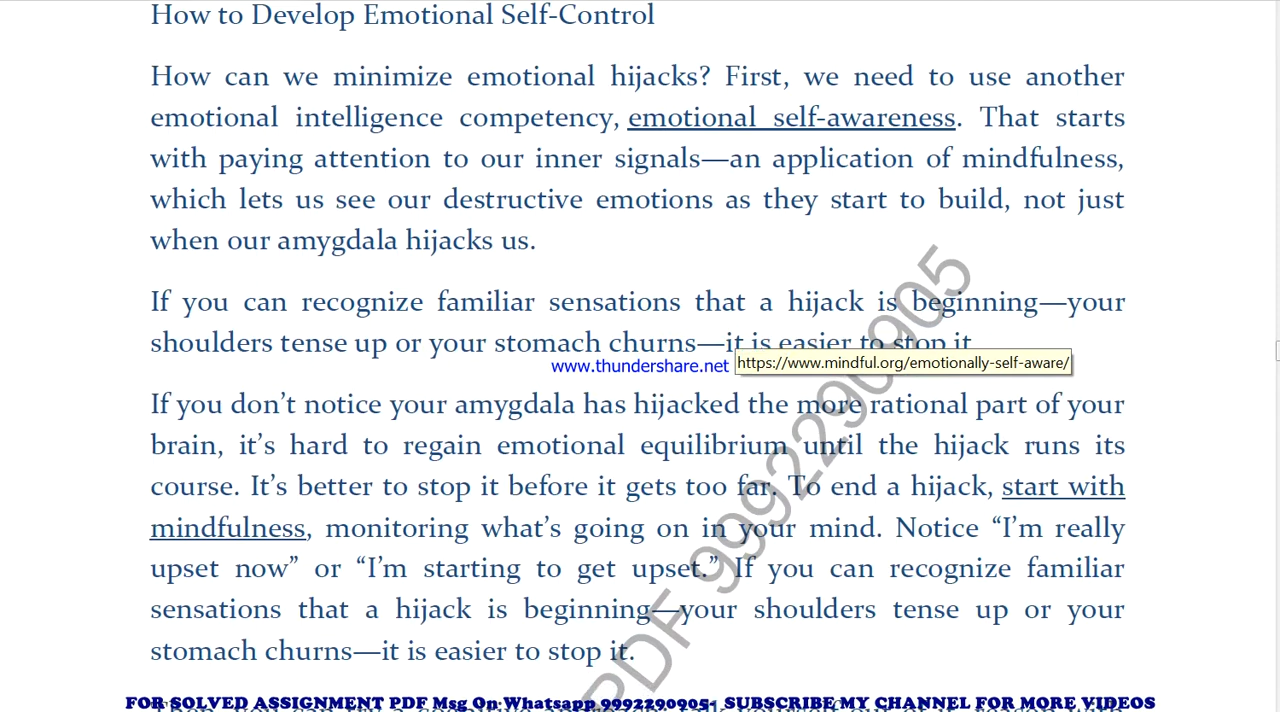 How to Develop Emotional Self-Control
How can we minimize emotional hijacks? First, we need to use another
emotional intelligence competency, emotional self-awareness. That starts
with paying attention to our inner signals—an application of mindfulness,
which lets us see our destructive emotions as they start to build, not just
when our amygdala hijacks us.
If you can recognize familiar sensations that a hijack is beginning—your
shoulders tense up or your stomach churns—it is easier to stop it
www.thundershare.net
https://www.mindful.org/emotionally-self-aware/
If you don’t notice your amygdala has hijacked the more rational part of your
brain, it’s hard to regain emotional equilibrium until the hijack runs its
course. It’s better to stop it before it gets too far. To end a hijack, start with
mindfulness, monitoring what’s going on in your mind. Notice “I’m really
upset now” or “I’m starting to get upset.” If you can recognize familiar
sensations that a hijack is beginning—your shoulders tense up or your
stomach churns—it is easier to stop it.
PDF 9992290905
FOR SOLVED ASSIGNMENT PDF Msg On Whatsapp 9992290905- SUBSCRIBE MY CHANNEL FOR MORE VIDEOS